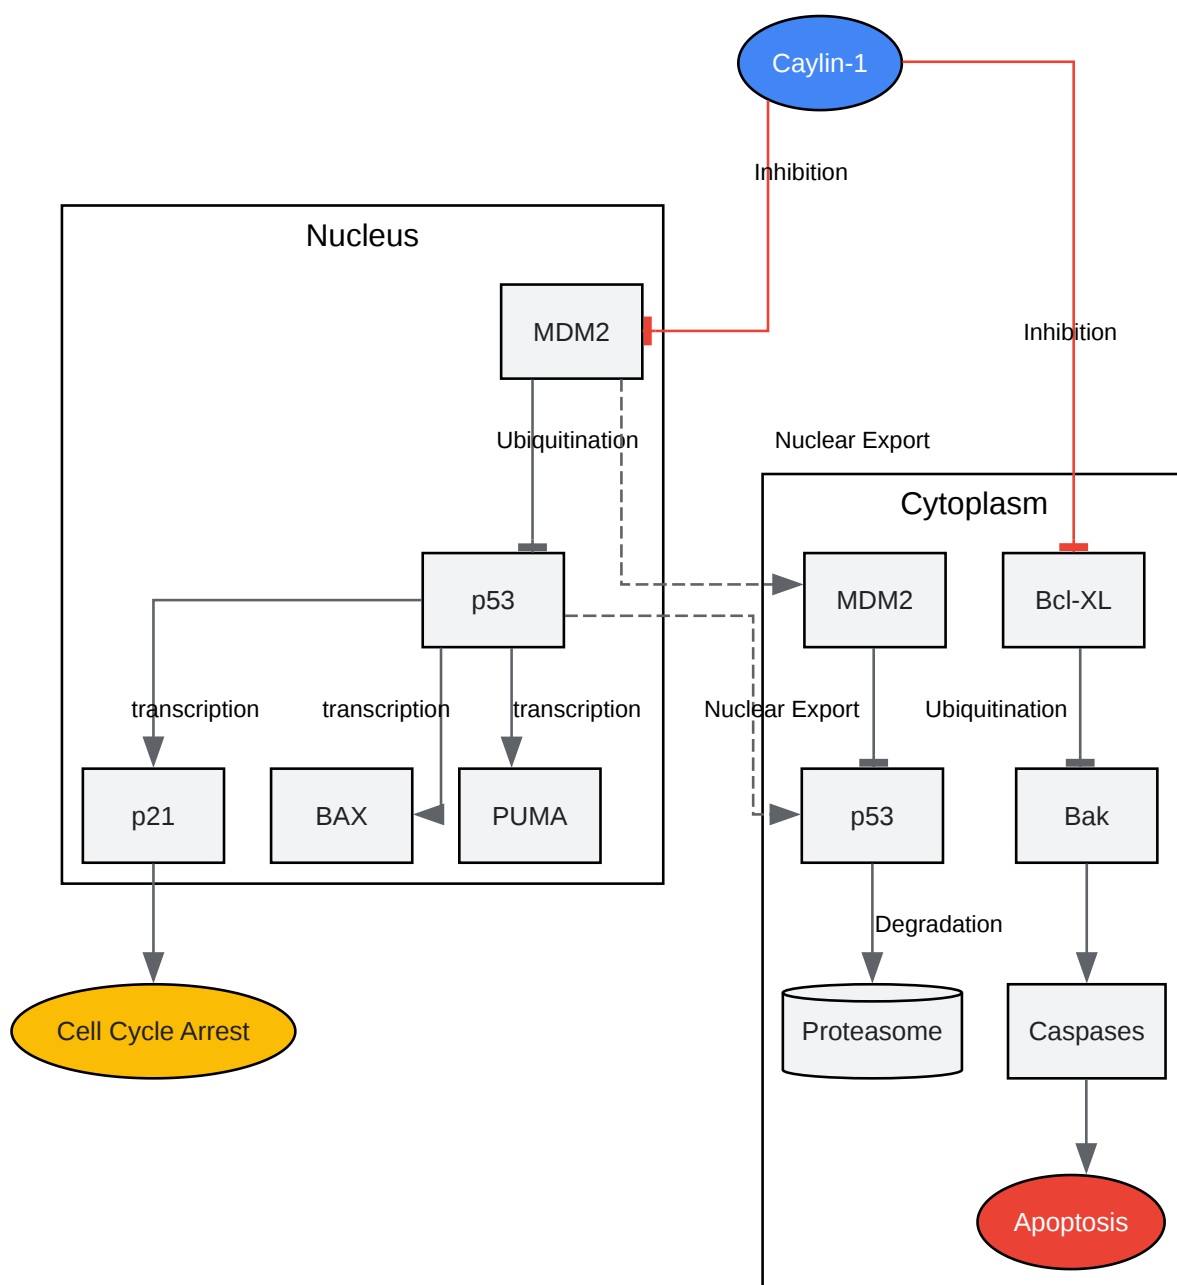 Caylin-1
Inhibition
Nucleus
MDM2
Inhibition
Ubiquitination
Nuclear Export
Cytoplasm
p53
MDM2
Bcl-XL
transcription
transcription
transcription
Nuclear Export
Ubiquitination
p21
BAX
PUMA
p53
Bak
Degradation
Cell Cycle Arrest
Proteasome
Caspases
Apoptosis